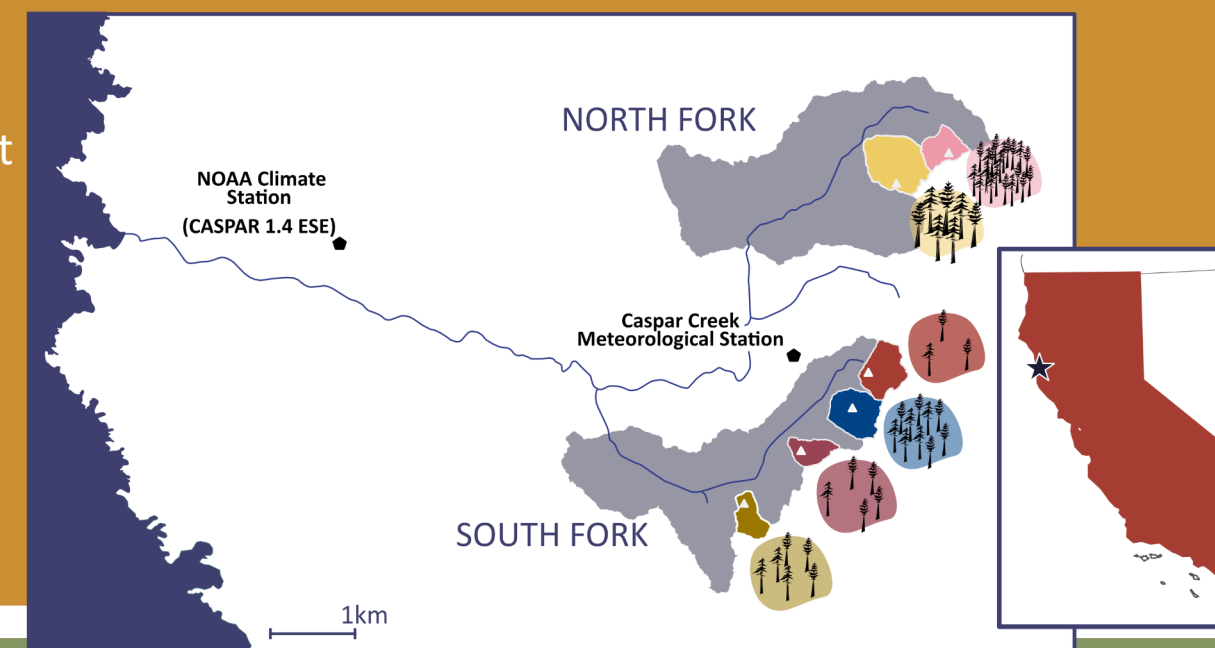 t
NORTH FORK
NOAA Climate
Station
(CASPAR 1.4 ESE)
Caspar Creek
Meteorological Station
SOUTH FORK
1km